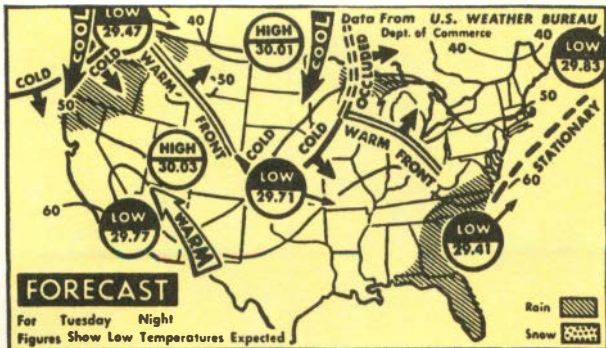 Data From U.S. WEATHER BUREAU
Dept. of Commerce
LOW
29.47
40
HIGH
30.01
COOL
COOL
OCCLUDED
40
40
LOW
29.83
COLD
COLD
WARM
FRONT
50
50
50
COLD
COLD
WARM FRONT
STATIONARY
HIGH
30.03
LOW
29.71
60
60
LOW
29.77
WARM
LOW
29.41
FORECAST
For Tuesday Night
Figures Show Low Temperatures Expected
Rain
Snow